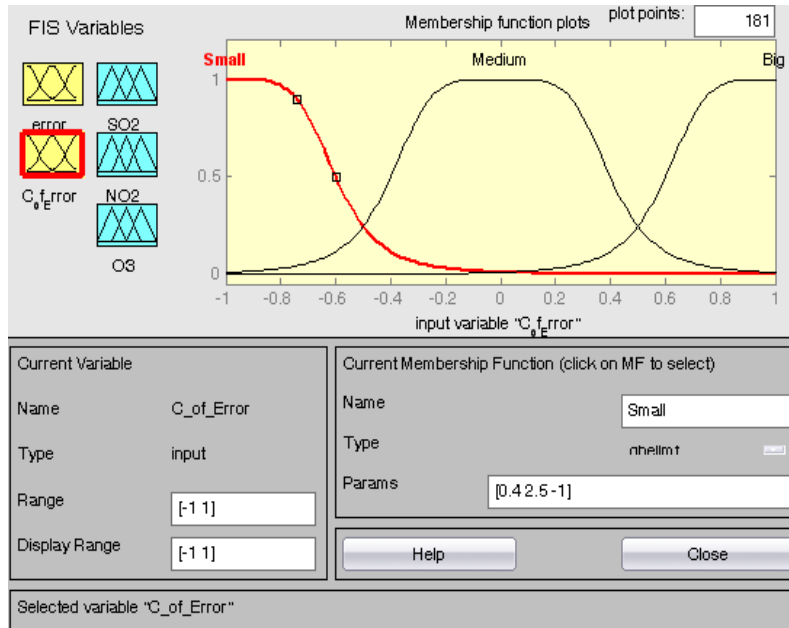 FIS Variables
Membership function plots
plot points:
181
error
SO2
C_of_Error
NO2
O3
Small
Medium
Big
1
0.5
0
-1 -0.8 -0.6 -0.4 -0.2 0 0.2 0.4 0.6 0.8 1
input variable "C_of_Error"
Current Variable
Name C_of_Error
Type input
Range [-1 1]
Display Range [-1 1]
Current Membership Function (click on MF to select)
Name Small
Type gbellmf
Params [0.4 2.5 -1]
Help
Close
Selected variable "C_of_Error"